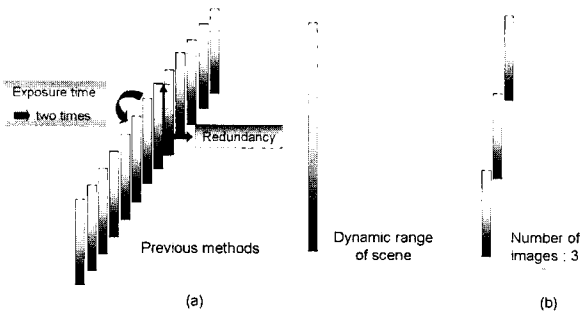 Exposure time
two times
Redundancy
Previous methods
(a)
Dynamic range
of scene
Number of
images : 3
(b)